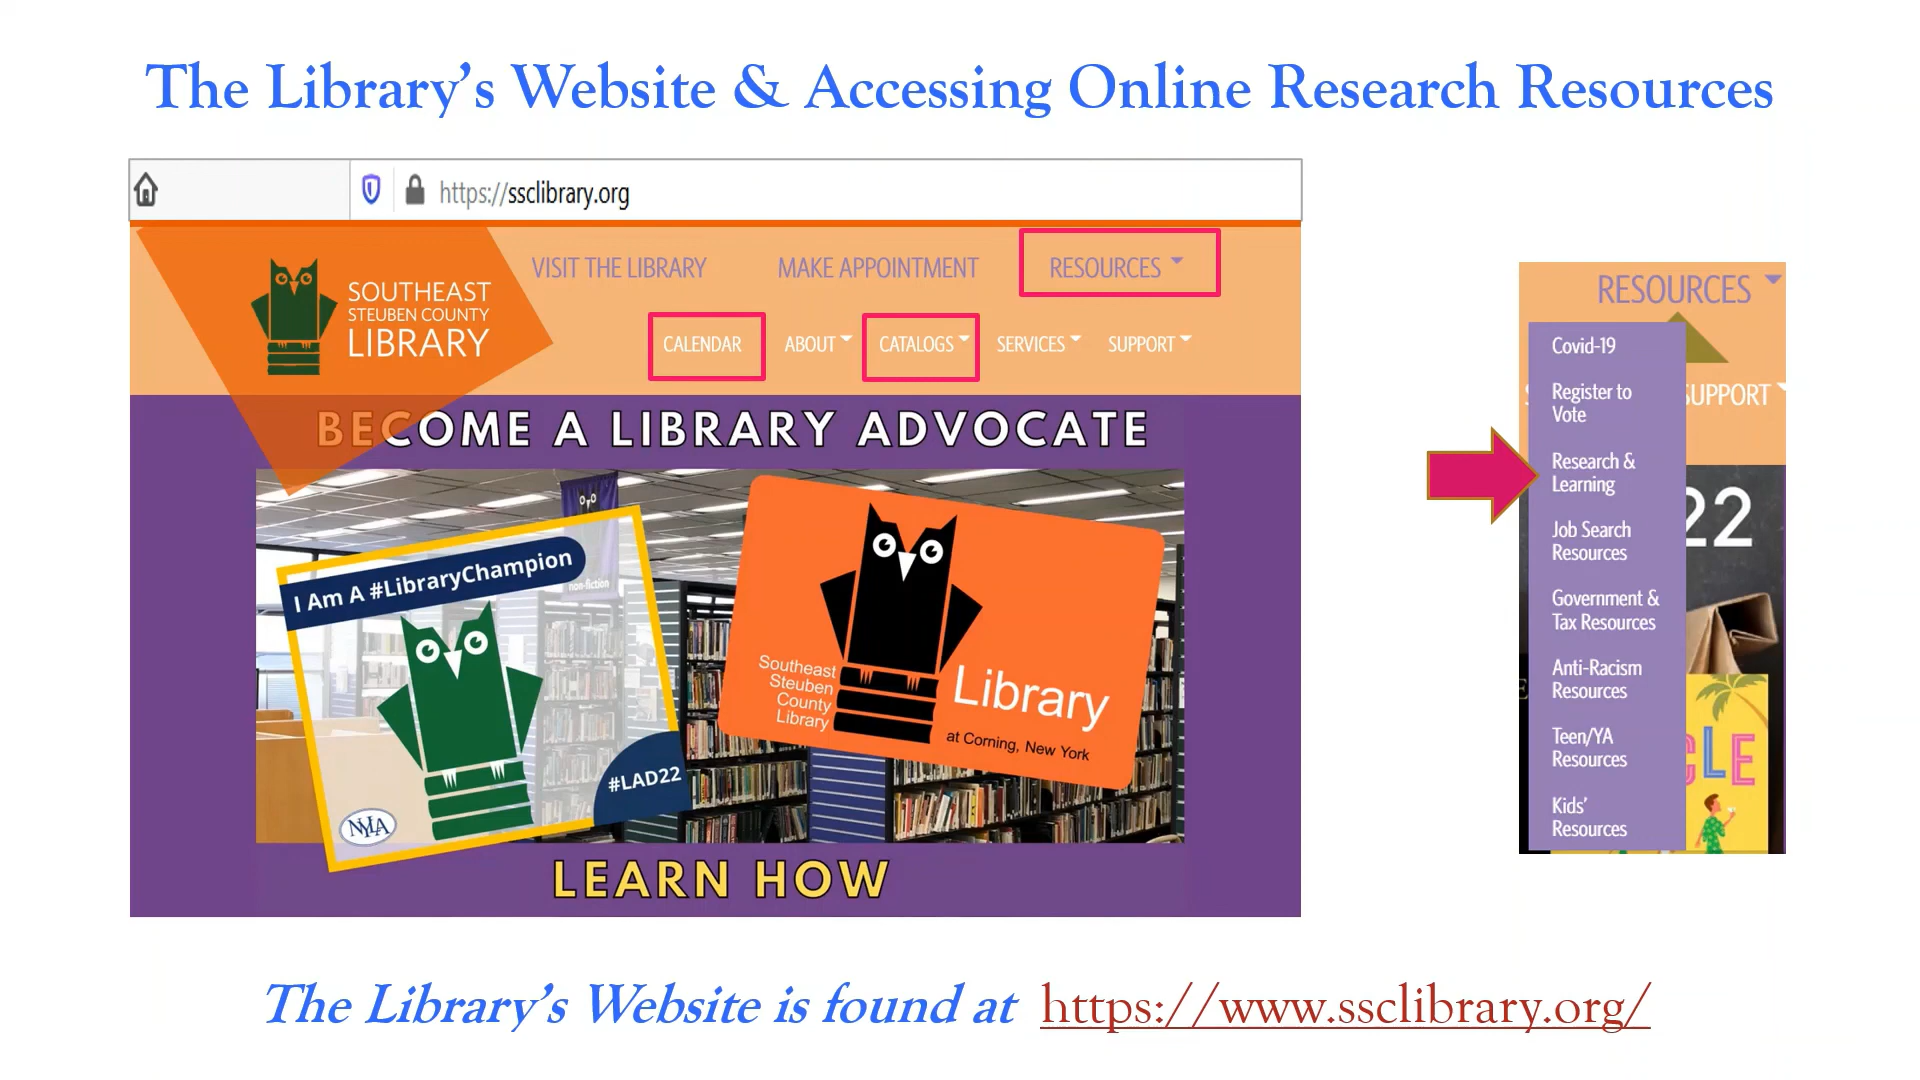 The Library's Website & Accessing Online Research Resources
https://ssclibrary.org
SOUTHEAST
STEUBEN COUNTY
LIBRARY
VISIT THE LIBRARY
MAKE APPOINTMENT
RESOURCES
CALENDAR
ABOUT
CATALOGS
SERVICES
SUPPORT
BECOME A LIBRARY ADVOCATE
non-fiction
I Am A #LibraryChampion
#LAD22
NYLA
Southeast
Steuben
County
Library
Library
at Corning, New York
LEARN HOW
RESOURCES
Covid-19
Register to
Vote
SUPPORT
Research &
Learning
22
Job Search
Resources
Government &
Tax Resources
Anti-Racism
Resources
Teen/YA
Resources
CLE
Kids'
Resources
The Library's Website is found at https://www.ssclibrary.org/